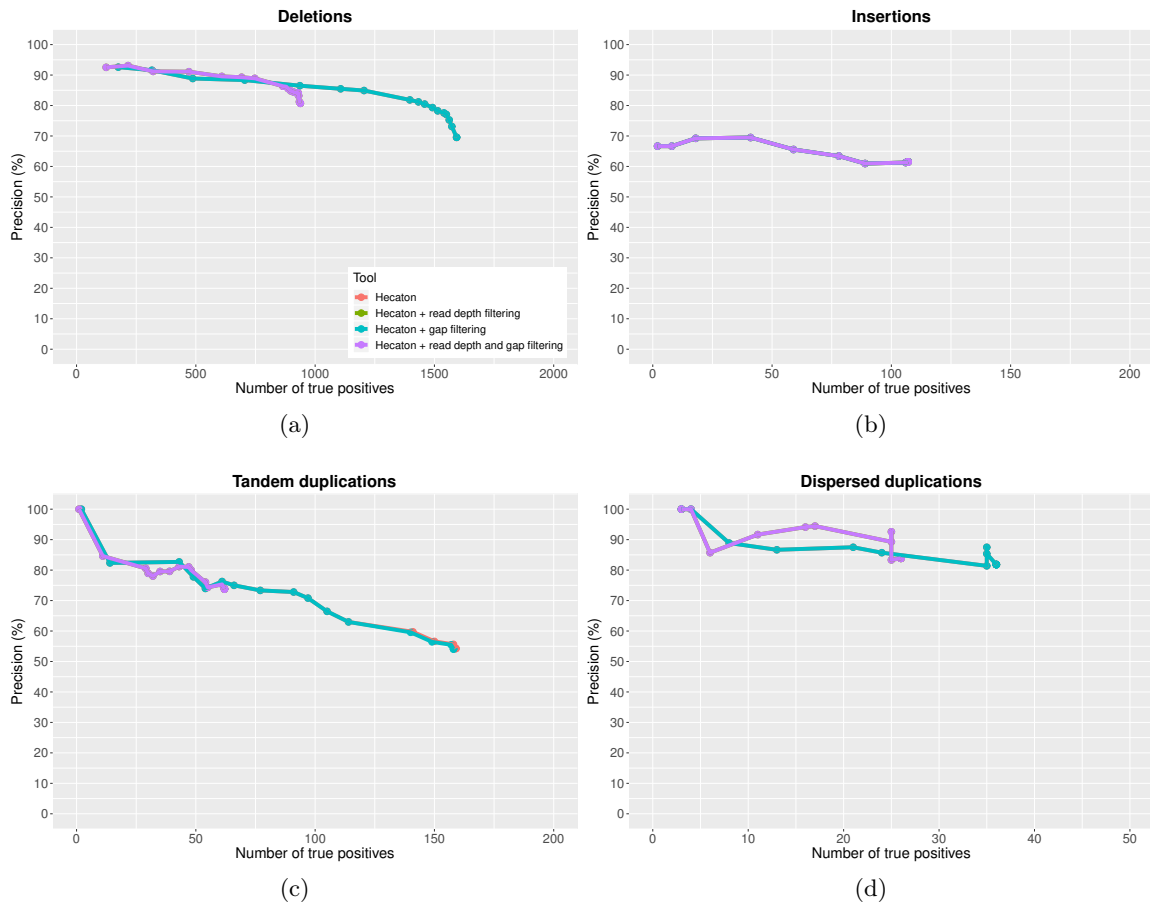 Deletions
100
90
80
70
60
50
40
30
20
10
0
Precision (%)
Tool
Hecaton
Hecaton + read depth filtering
Hecaton + gap filtering
Hecaton + read depth and gap filtering
0 500 1000 1500 2000
Number of true positives
(a)
Insertions
100
90
80
70
60
50
40
30
20
10
0
Precision (%)
0 50 100 150 200
Number of true positives
(b)
Tandem duplications
100
90
80
70
60
50
40
30
20
10
0
Precision (%)
0 50 100 150 200
Number of true positives
(c)
Dispersed duplications
100
90
80
70
60
50
40
30
20
10
0
Precision (%)
0 10 20 30 40 50
Number of true positives
(d)